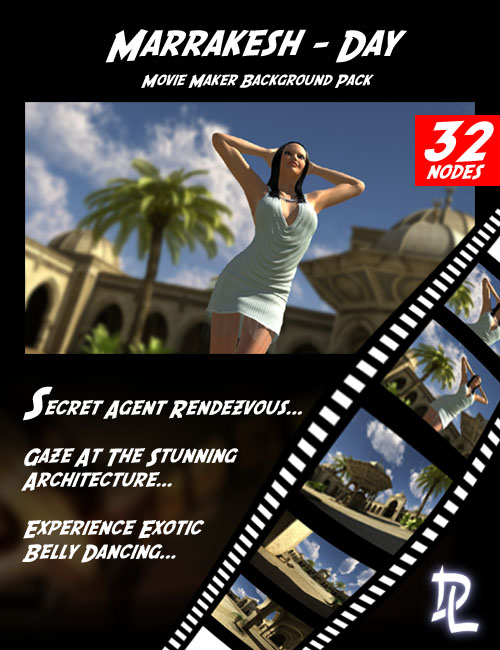 Marrakesh - Day
Movie Maker Background Pack
32
NODES
Secret Agent Rendezvous...
Gaze At The Stunning
Architecture...
Experience Exotic
Belly Dancing...
DL